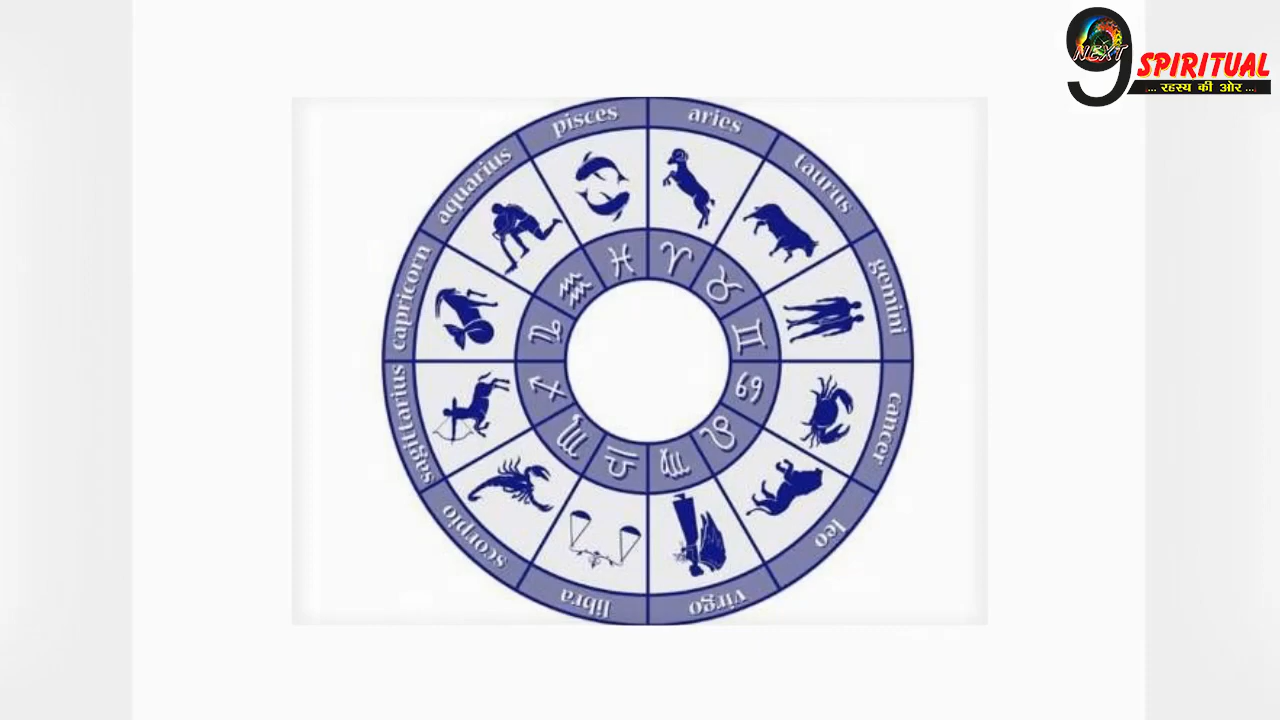 9
NEXT
SPIRITUAL
... रहस्य की ओर ...
pisces
aries
taurus
gemini
cancer
leo
virgo
libra
scorpio
sagittarius
capricorn
aquarius
♓
♈
♉
♊
♋
♌
♍
♎
♏
♐
♑
♒